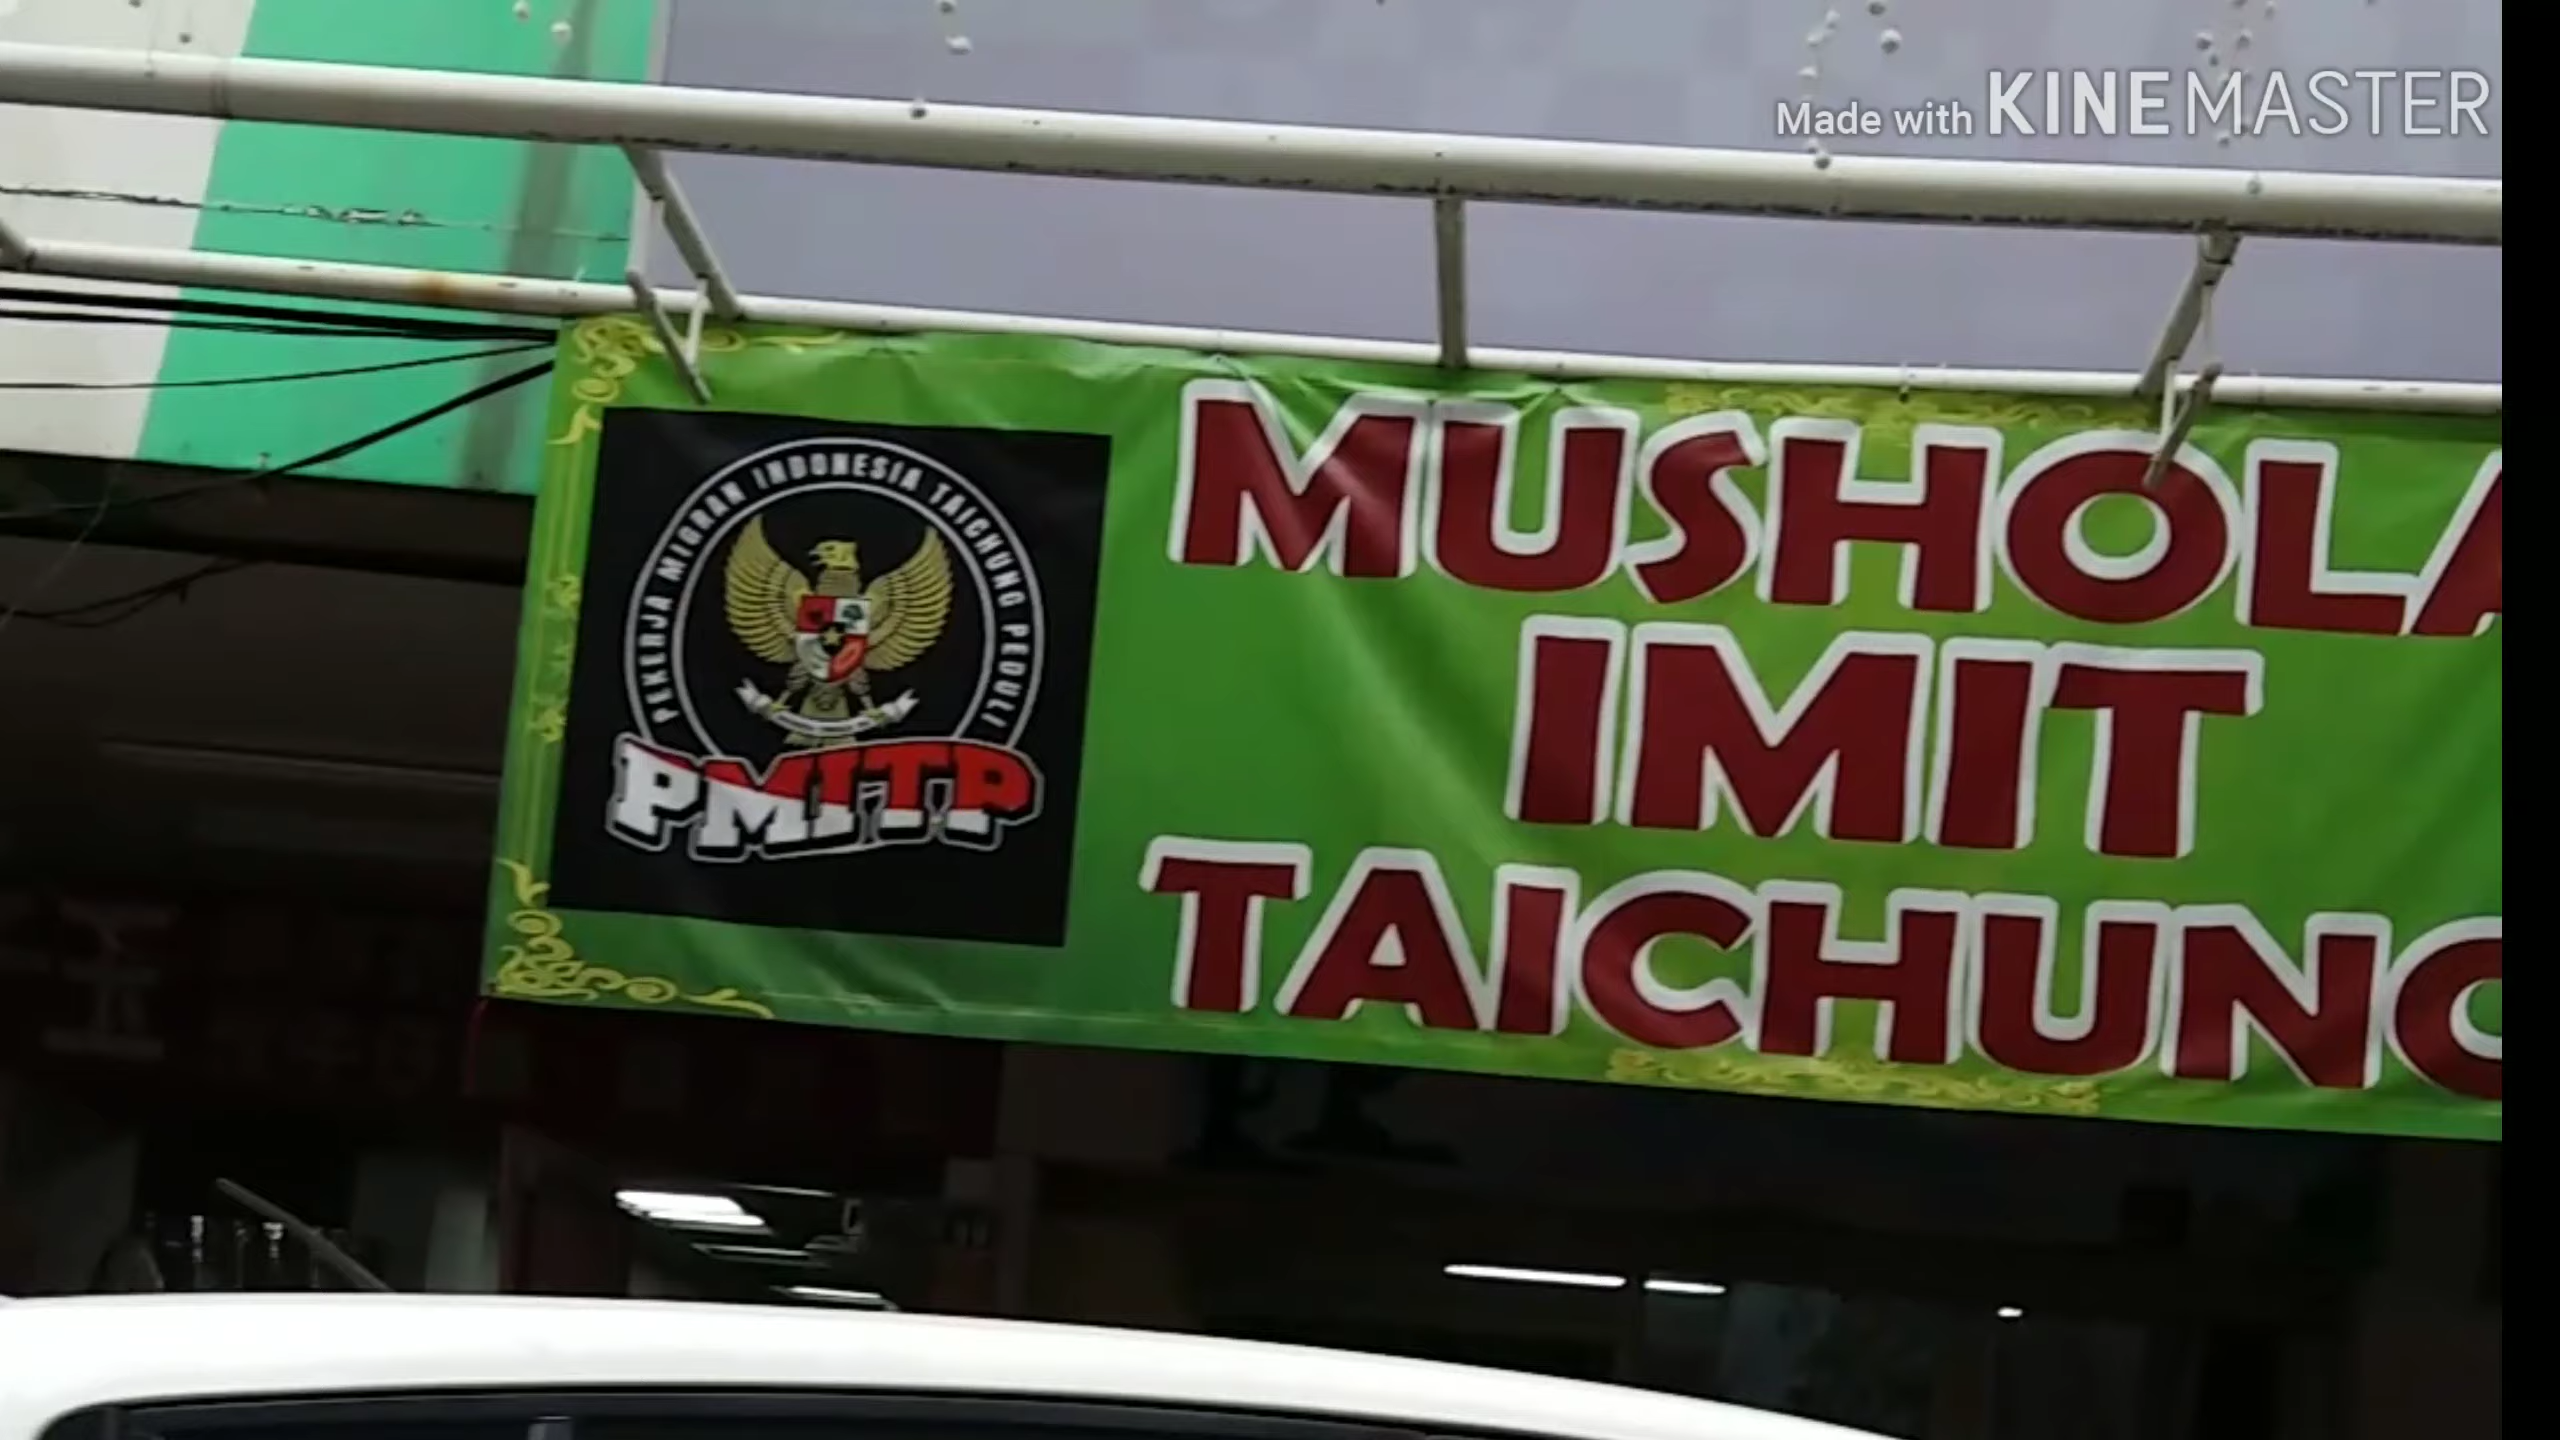 Made with KINEMASTER
PEKERJA MIGRAN INDONESIA TAICHUNG PEDULI
PMITP
MUSHOLA
IMIT
TAICHUNG